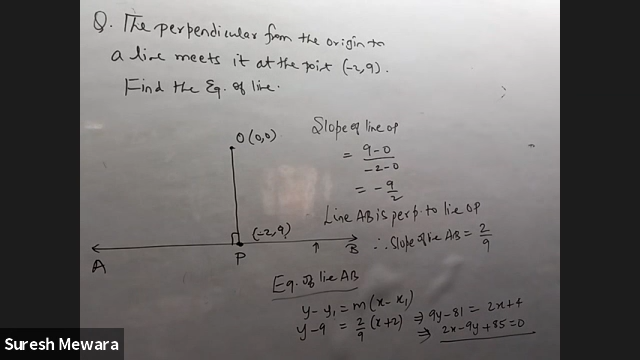 Q. The perpendicular from the origin to
a line meets it at the point (-2,9).
Find the Eq. of line.
O(0,0)
(-2,9)
A
P
B
Slope of line OP
= 9-0 / -2-0
= -9/2
Line AB is perp. to lie OP
∴ Slope of lie AB = 2/9
Eq. of lie AB
y-y₁ = m(x-x₁)
y-9 = 2/9 (x+2) ⇒ 9y-81 = 2x+4
⇒ 2x-9y+85=0
Suresh Mewara